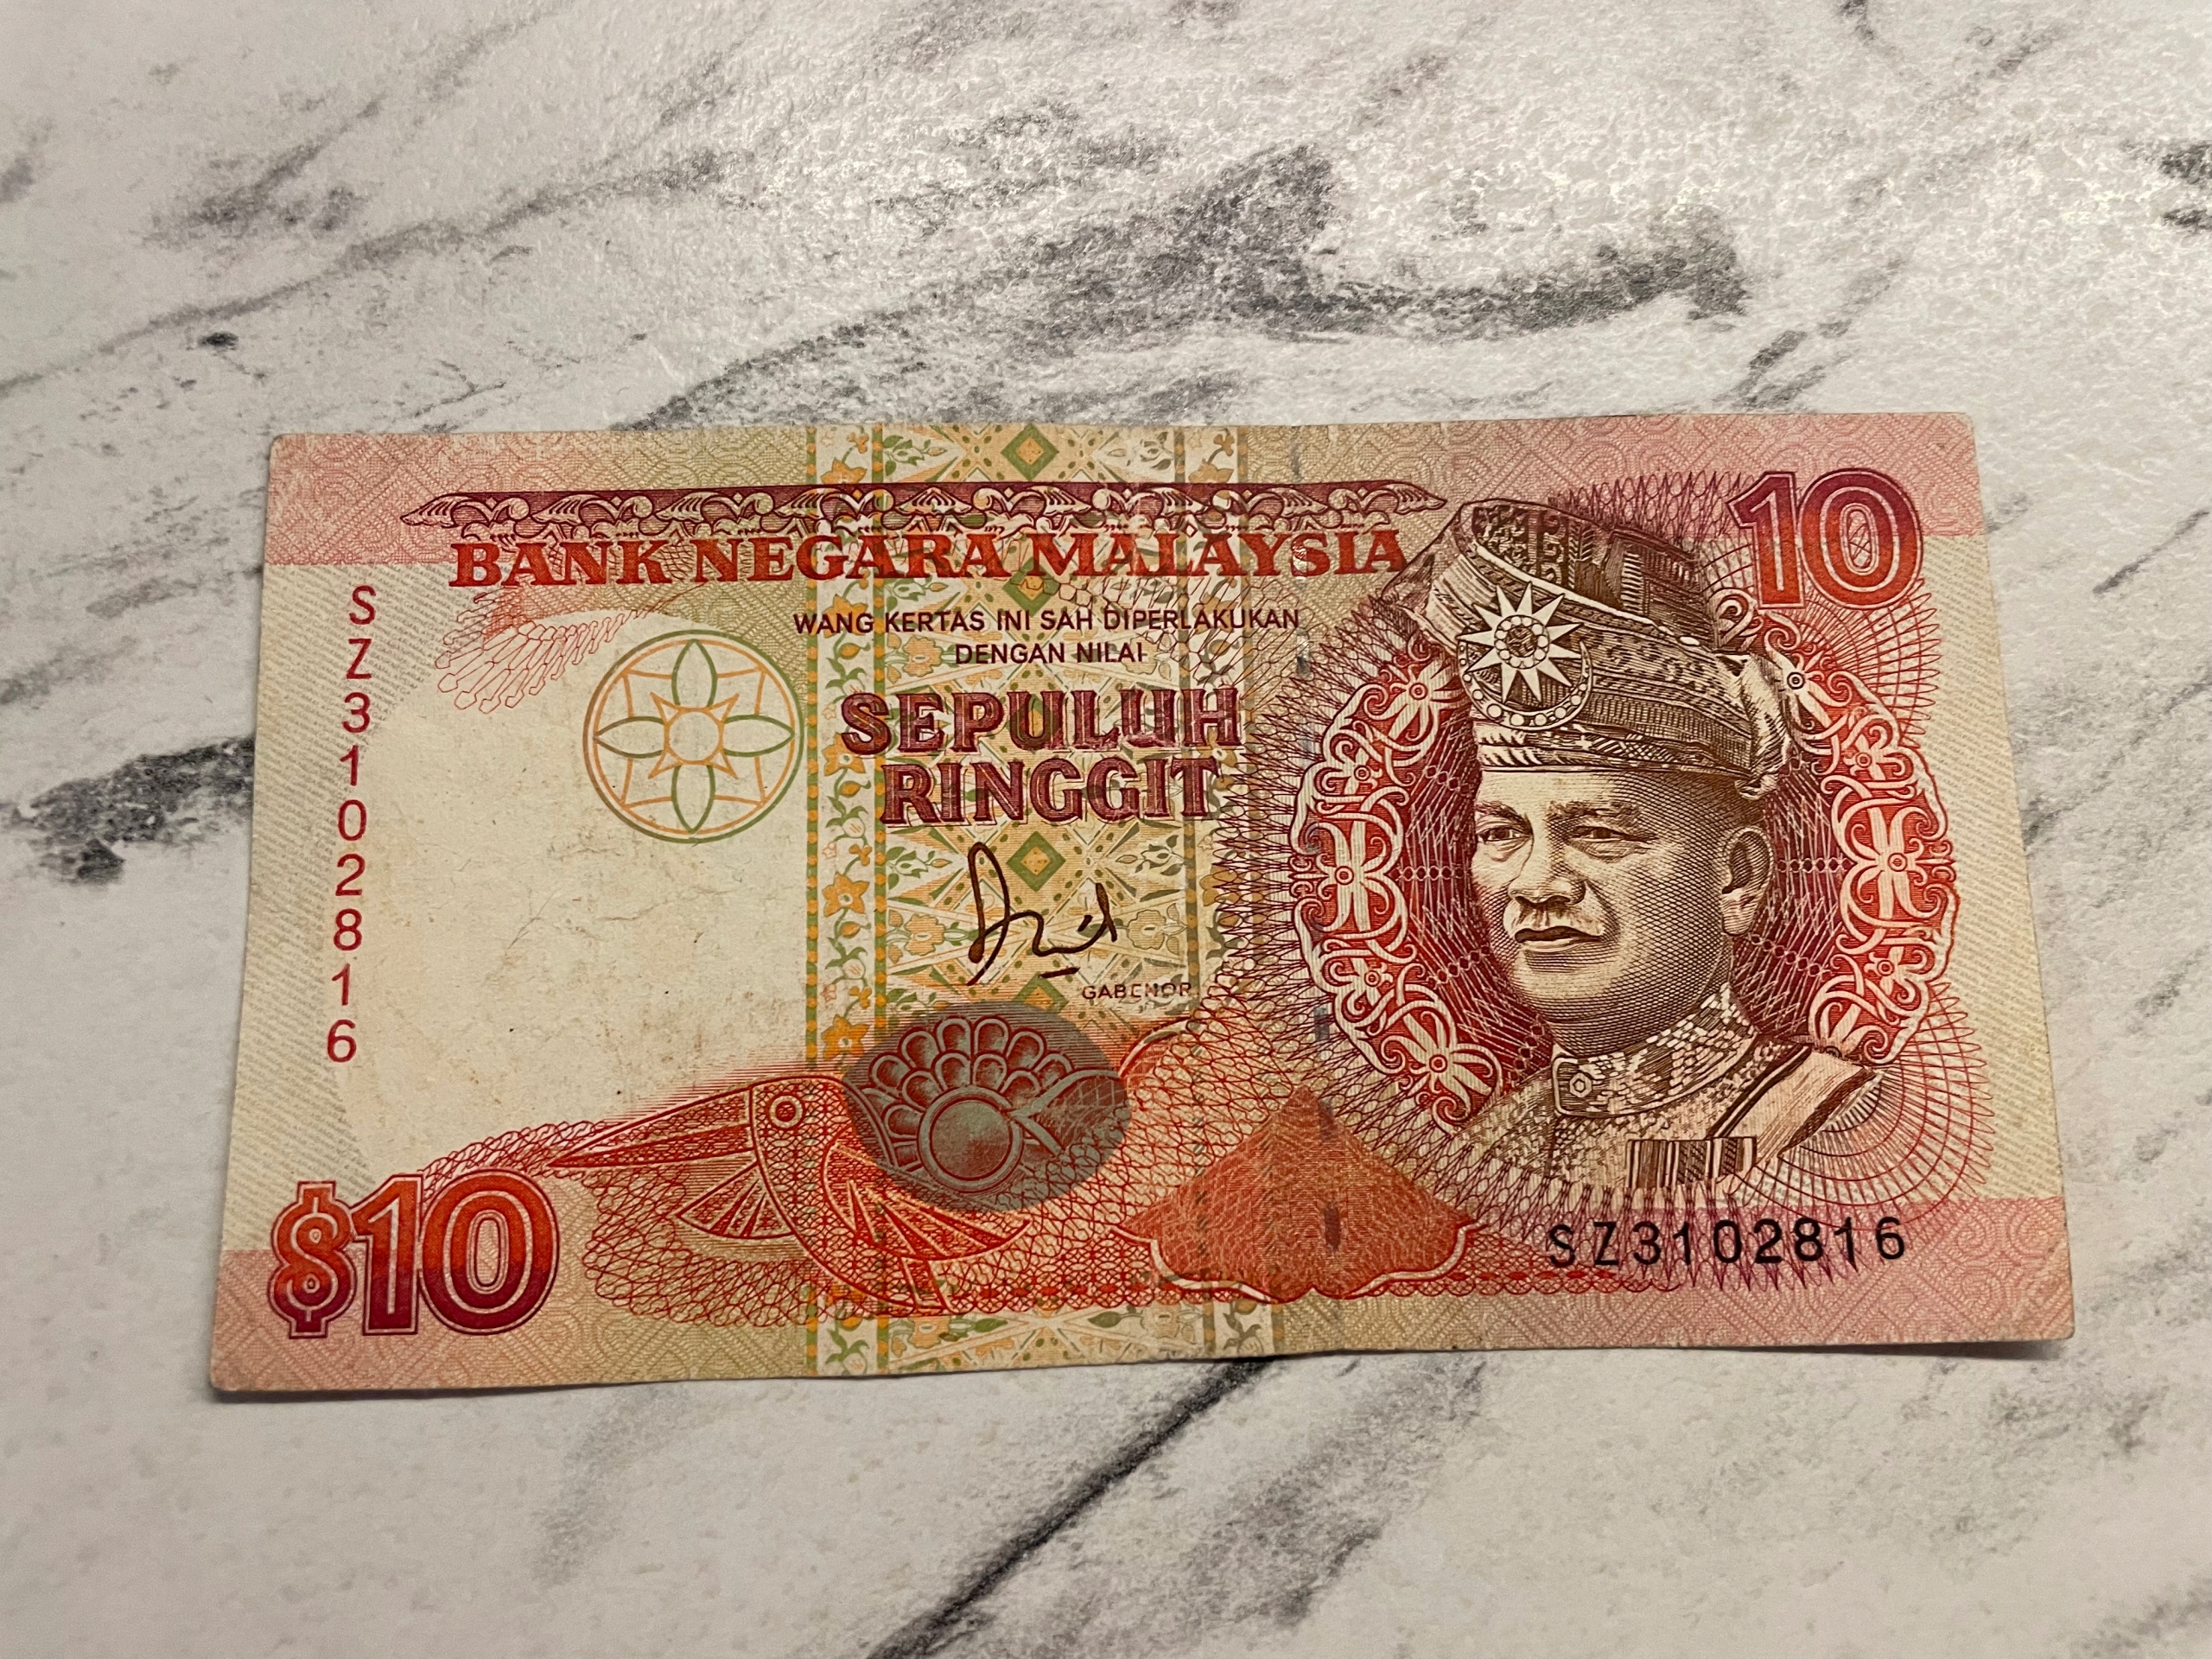 BANK NEGARA MALAYSIA
10
WANG KERTAS INI SAH DIPERLAKUKAN
DENGAN NILAI
SEPULUH
RINGGIT
GABENOR
SZ3102816
$10
SZ3102816